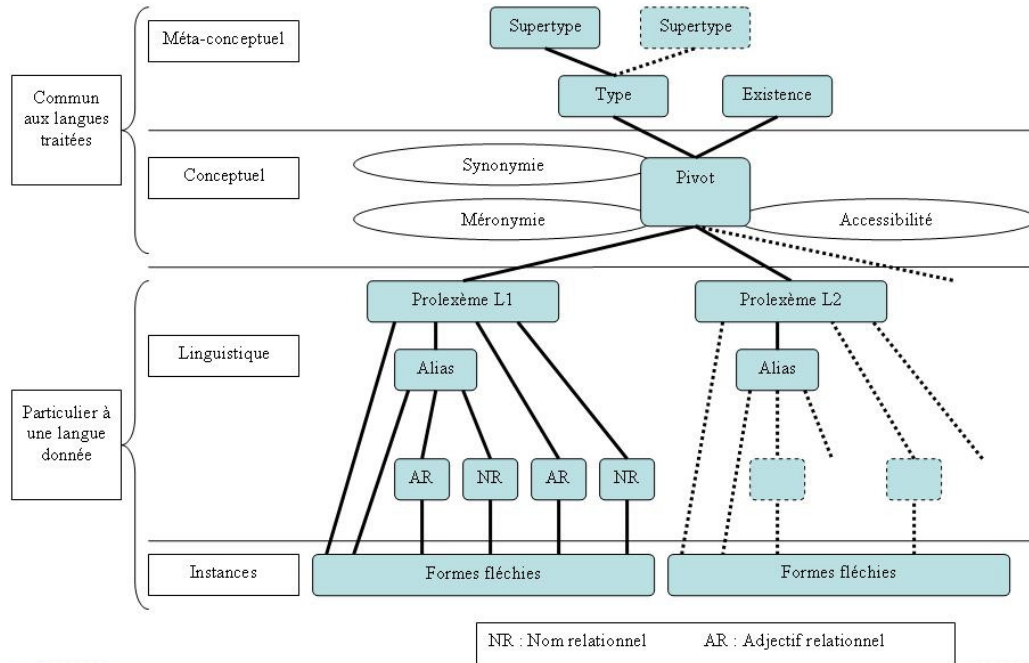 Méta-conceptuel
Supertype
Supertype
Type
Existence
Commun
aux langues
traitées
Conceptuel
Synonymie
Pivot
Méronymie
Accessibilité
Prolexème L1
Prolexème L2
Linguistique
Alias
Alias
Particulier à
une langue
donnée
AR
NR
AR
NR
Instances
Formes fléchies
Formes fléchies
NR : Nom relationnel AR : Adjectif relationnel